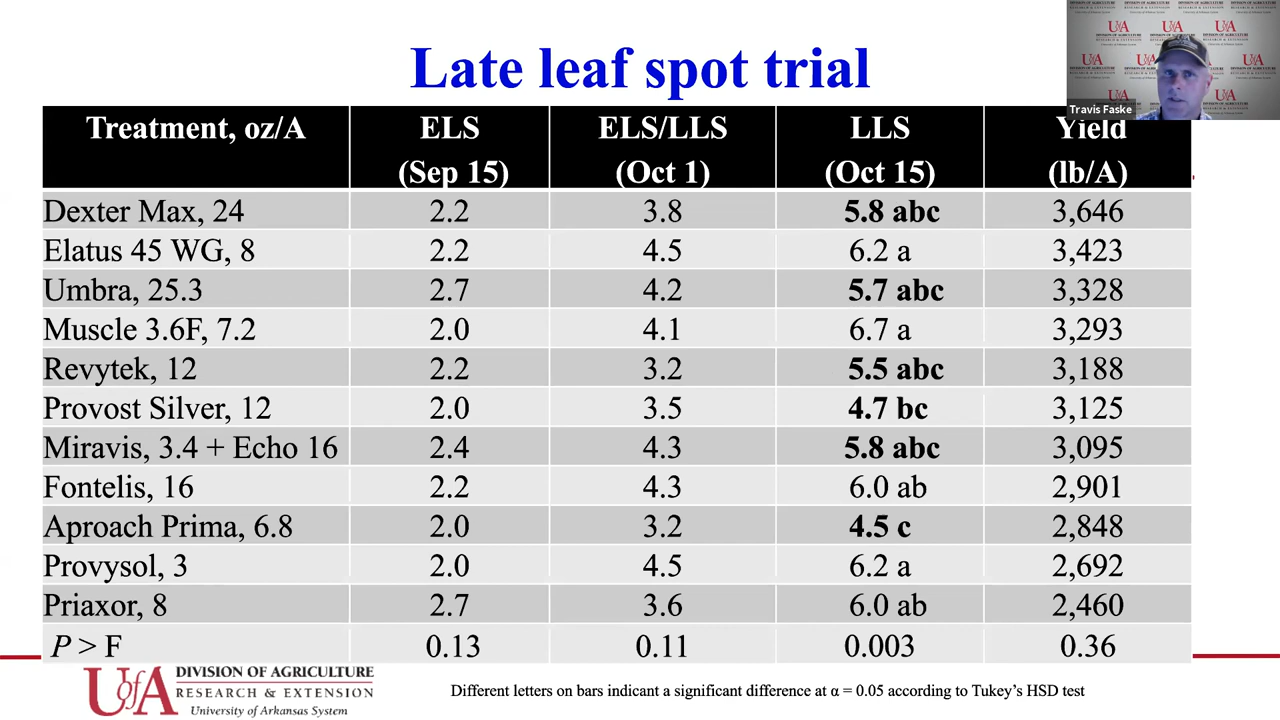 Late leaf spot trial
Travis Faske
Treatment, oz/A ELS ELS/LLS LLS Yield
(Sep 15) (Oct 1) (Oct 15) (lb/A)
Dexter Max, 24 2.2 3.8 5.8 abc 3,646
Elatus 45 WG, 8 2.2 4.5 6.2 a 3,423
Umbra, 25.3 2.7 4.2 5.7 abc 3,328
Muscle 3.6F, 7.2 2.0 4.1 6.7 a 3,293
Revytek, 12 2.2 3.2 5.5 abc 3,188
Provost Silver, 12 2.0 3.5 4.7 bc 3,125
Miravis, 3.4 + Echo 16 2.4 4.3 5.8 abc 3,095
Fontelis, 16 2.2 4.3 6.0 ab 2,901
Aproach Prima, 6.8 2.0 3.2 4.5 c 2,848
Provysol, 3 2.0 4.5 6.2 a 2,692
Priaxor, 8 2.7 3.6 6.0 ab 2,460
P > F 0.13 0.11 0.003 0.36
UofA DIVISION OF AGRICULTURE
RESEARCH & EXTENSION
University of Arkansas System
Different letters on bars indicant a significant difference at α = 0.05 according to Tukey's HSD test